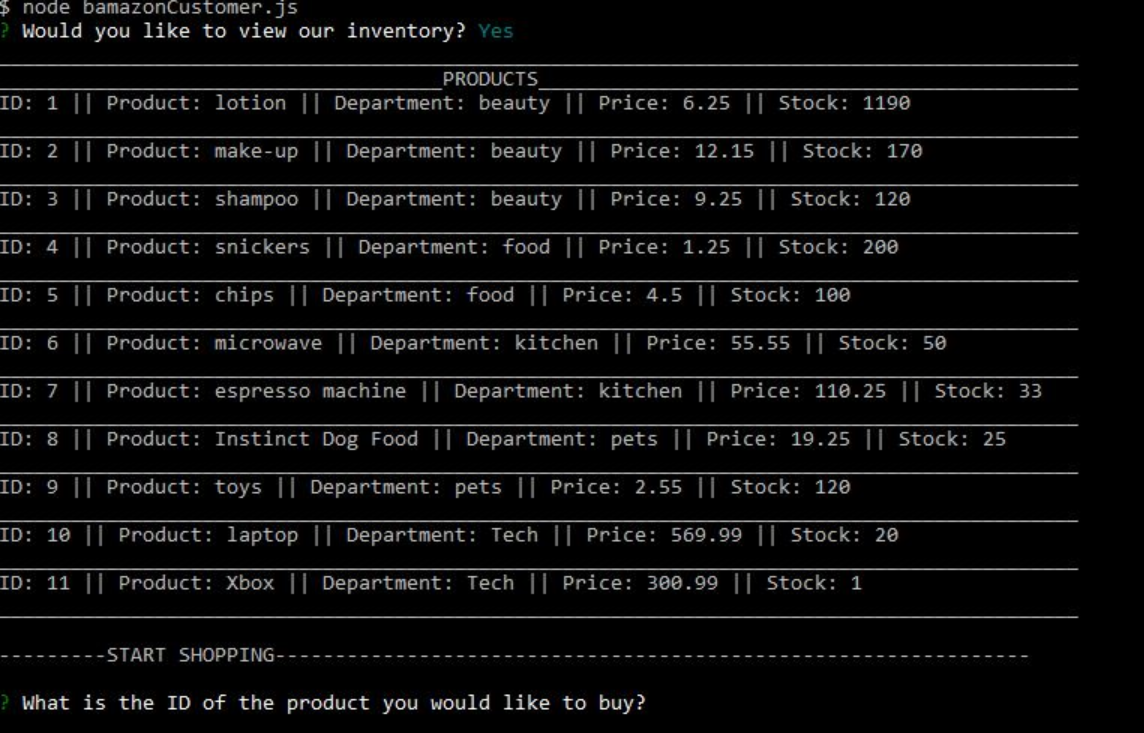 $ node bamazonCustomer.js
? Would you like to view our inventory? Yes
PRODUCTS
ID: 1 || Product: lotion || Department: beauty || Price: 6.25 || Stock: 1190
ID: 2 || Product: make-up || Department: beauty || Price: 12.15 || Stock: 170
ID: 3 || Product: shampoo || Department: beauty || Price: 9.25 || Stock: 120
ID: 4 || Product: snickers || Department: food || Price: 1.25 || Stock: 200
ID: 5 || Product: chips || Department: food || Price: 4.5 || Stock: 100
ID: 6 || Product: microwave || Department: kitchen || Price: 55.55 || Stock: 50
ID: 7 || Product: espresso machine || Department: kitchen || Price: 110.25 || Stock: 33
ID: 8 || Product: Instinct Dog Food || Department: pets || Price: 19.25 || Stock: 25
ID: 9 || Product: toys || Department: pets || Price: 2.55 || Stock: 120
ID: 10 || Product: laptop || Department: Tech || Price: 569.99 || Stock: 20
ID: 11 || Product: Xbox || Department: Tech || Price: 300.99 || Stock: 1
---------START SHOPPING---------------------------------------------------------------
? What is the ID of the product you would like to buy?